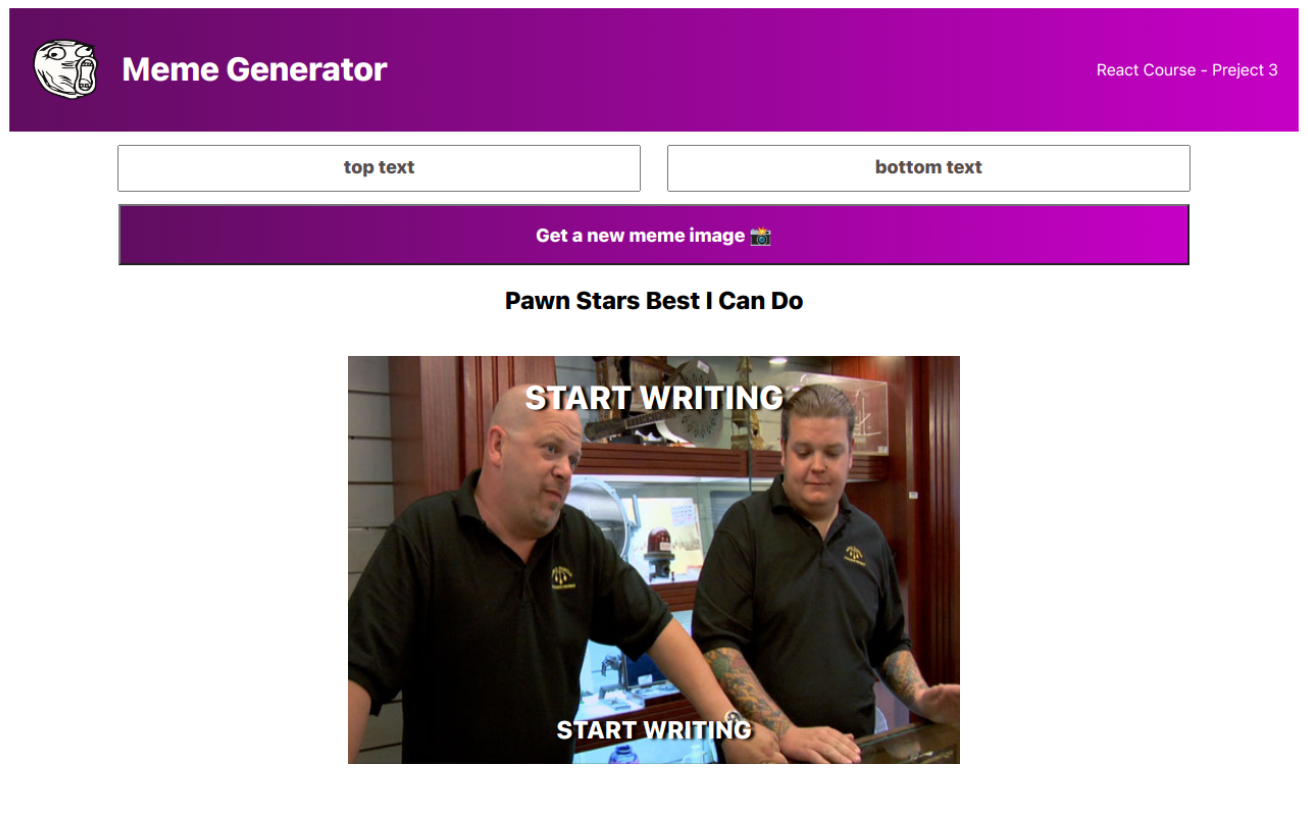 Meme Generator
React Course - Preject 3
top text
bottom text
Get a new meme image 📸
Pawn Stars Best I Can Do
START WRITING
START WRITING